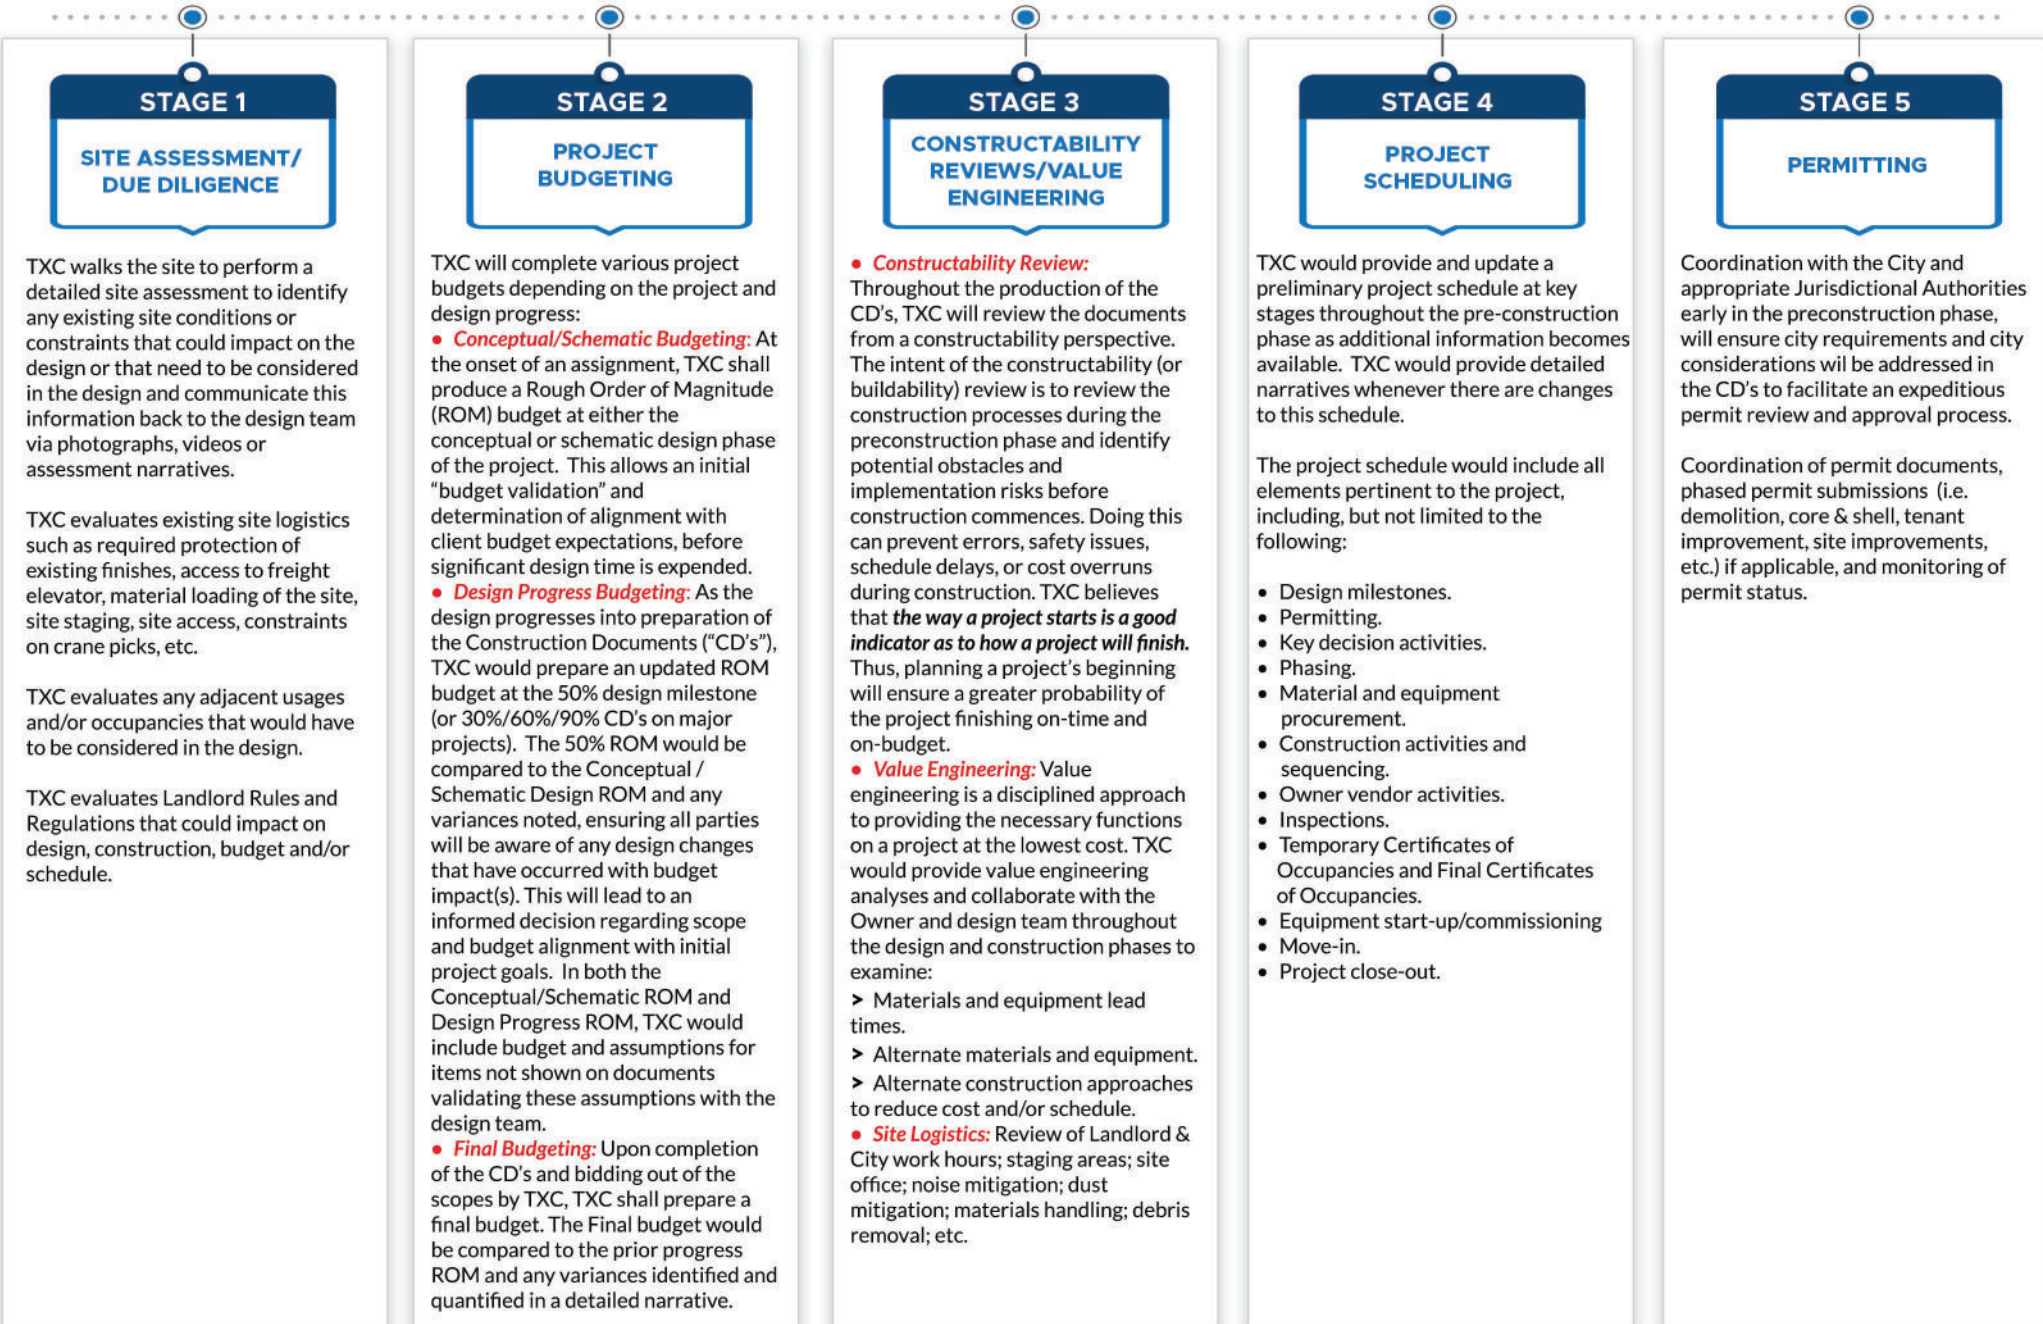 STAGE 1
SITE ASSESSMENT/
DUE DILIGENCE
TXC walks the site to perform a
detailed site assessment to identify
any existing site conditions or
constraints that could impact on the
design or that need to be considered
in the design and communicate this
information back to the design team
via photographs, videos or
assessment narratives.
TXC evaluates existing site logistics
such as required protection of
existing finishes, access to freight
elevator, material loading of the site,
site staging, site access, constraints
on crane picks, etc.
TXC evaluates any adjacent usages
and/or occupancies that would have
to be considered in the design.
TXC evaluates Landlord Rules and
Regulations that could impact on
design, construction, budget and/or
schedule.
STAGE 2
PROJECT
BUDGETING
TXC will complete various project
budgets depending on the project and
design progress:
• Conceptual/Schematic Budgeting: At
the onset of an assignment, TXC shall
produce a Rough Order of Magnitude
(ROM) budget at either the
conceptual or schematic design phase
of the project. This allows an initial
“budget validation” and
determination of alignment with
client budget expectations, before
significant design time is expended.
• Design Progress Budgeting: As the
design progresses into preparation of
the Construction Documents (“CD's”),
TXC would prepare an updated ROM
budget at the 50% design milestone
(or 30%/60%/90% CD's on major
projects). The 50% ROM would be
compared to the Conceptual /
Schematic Design ROM and any
variances noted, ensuring all parties
will be aware of any design changes
that have occurred with budget
impact(s). This will lead to an
informed decision regarding scope
and budget alignment with initial
project goals. In both the
Conceptual/Schematic ROM and
Design Progress ROM, TXC would
include budget and assumptions for
items not shown on documents
validating these assumptions with the
design team.
• Final Budgeting: Upon completion
of the CD's and bidding out of the
scopes by TXC, TXC shall prepare a
final budget. The Final budget would
be compared to the prior progress
ROM and any variances identified and
quantified in a detailed narrative.
STAGE 3
CONSTRUCTABILITY
REVIEWS/VALUE
ENGINEERING
• Constructability Review:
Throughout the production of the
CD's, TXC will review the documents
from a constructability perspective.
The intent of the constructability (or
buildability) review is to review the
construction processes during the
preconstruction phase and identify
potential obstacles and
implementation risks before
construction commences. Doing this
can prevent errors, safety issues,
schedule delays, or cost overruns
during construction. TXC believes
that the way a project starts is a good
indicator as to how a project will finish.
Thus, planning a project's beginning
will ensure a greater probability of
the project finishing on-time and
on-budget.
• Value Engineering: Value
engineering is a disciplined approach
to providing the necessary functions
on a project at the lowest cost. TXC
would provide value engineering
analyses and collaborate with the
Owner and design team throughout
the design and construction phases to
examine:
> Materials and equipment lead
times.
> Alternate materials and equipment.
> Alternate construction approaches
to reduce cost and/or schedule.
• Site Logistics: Review of Landlord &
City work hours; staging areas; site
office; noise mitigation; dust
mitigation; materials handling; debris
removal; etc.
STAGE 4
PROJECT
SCHEDULING
TXC would provide and update a
preliminary project schedule at key
stages throughout the pre-construction
phase as additional information becomes
available. TXC would provide detailed
narratives whenever there are changes
to this schedule.
The project schedule would include all
elements pertinent to the project,
including, but not limited to the
following:
• Design milestones.
• Permitting.
• Key decision activities.
• Phasing.
• Material and equipment
procurement.
• Construction activities and
sequencing.
• Owner vendor activities.
• Inspections.
• Temporary Certificates of
Occupancies and Final Certificates
of Occupancies.
• Equipment start-up/commissioning
• Move-in.
• Project close-out.
STAGE 5
PERMITTING
Coordination with the City and
appropriate Jurisdictional Authorities
early in the preconstruction phase,
will ensure city requirements and city
considerations wil be addressed in
the CD's to facilitate an expeditious
permit review and approval process.
Coordination of permit documents,
phased permit submissions (i.e.
demolition, core & shell, tenant
improvement, site improvements,
etc.) if applicable, and monitoring of
permit status.